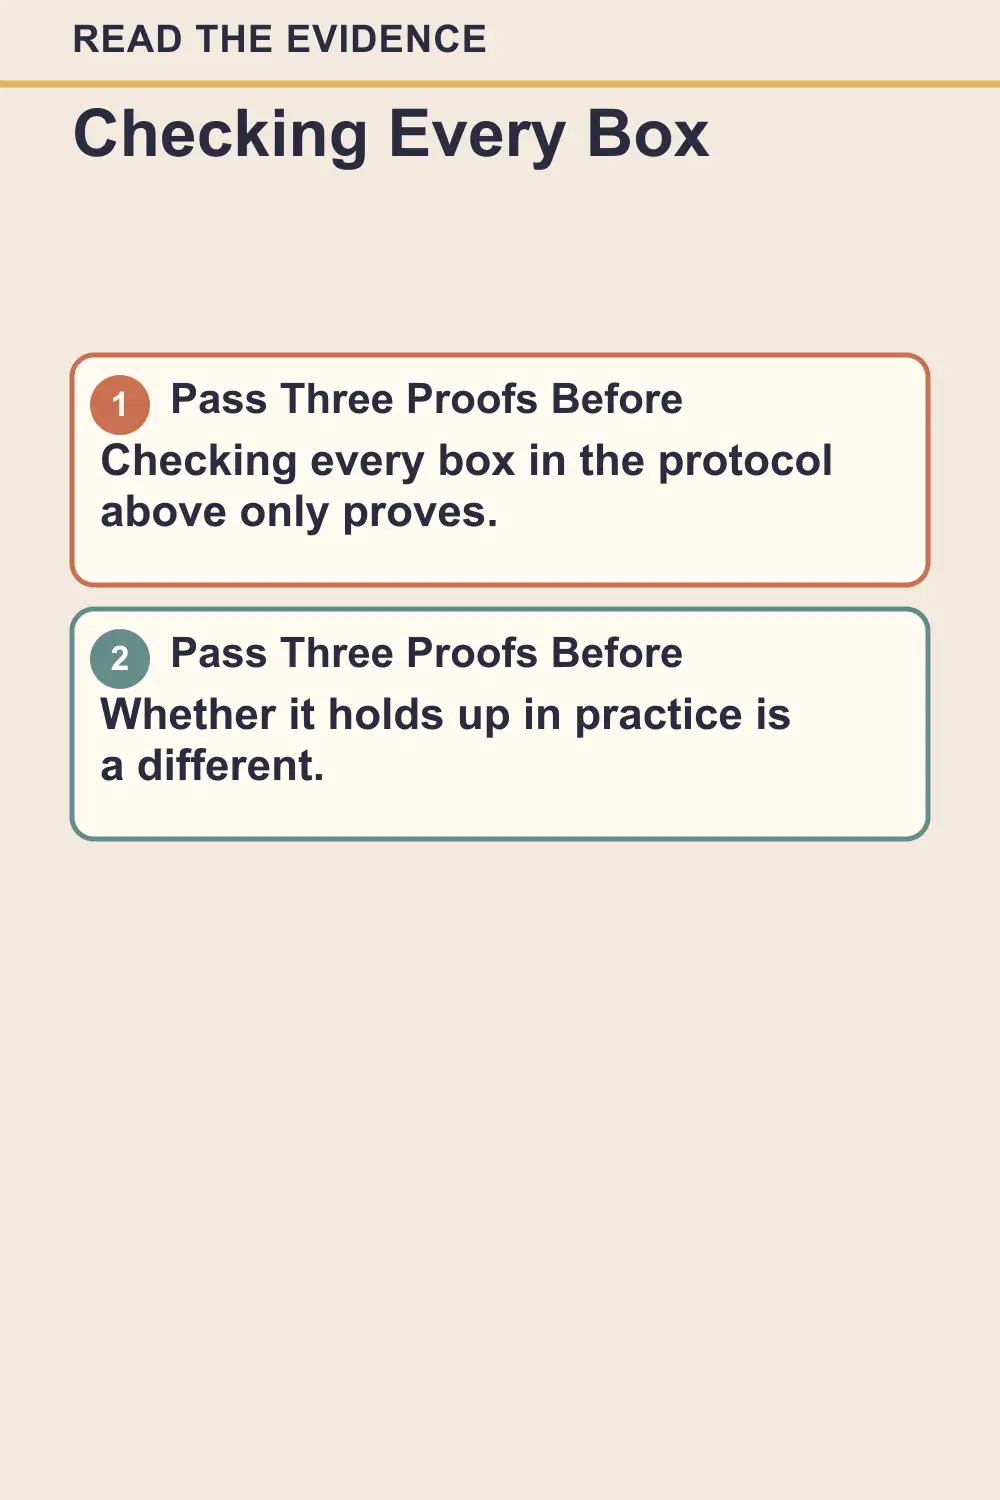 READ THE EVIDENCE
Checking Every Box
1 Pass Three Proofs Before
Checking every box in the protocol
above only proves.
2 Pass Three Proofs Before
Whether it holds up in practice is
a different.